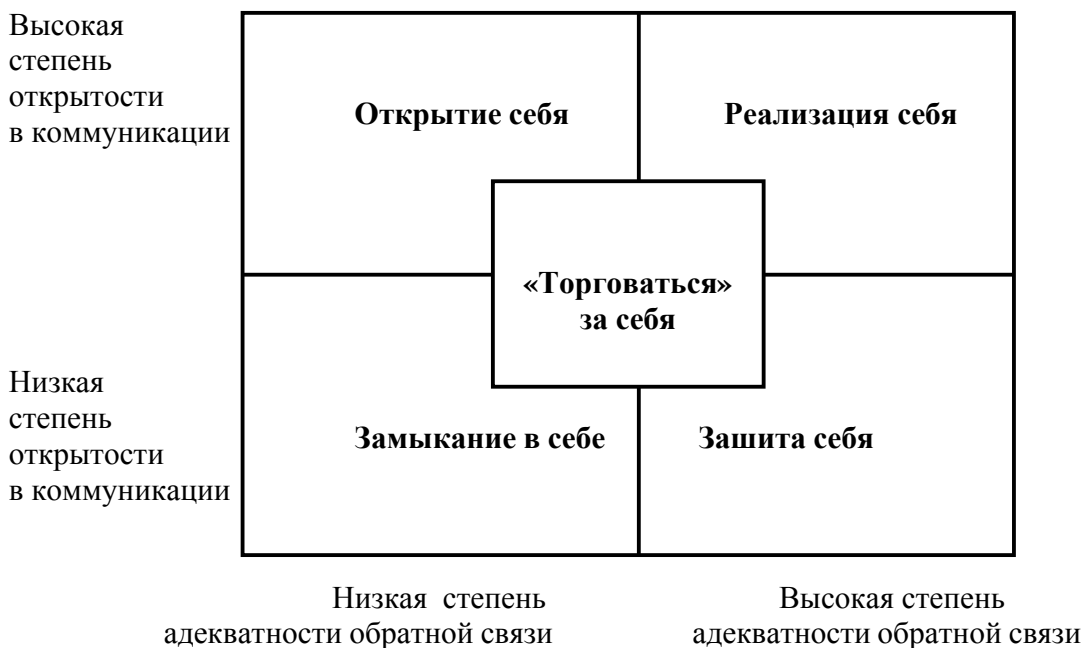 Высокая
степень
открытости
в коммуникации
Открытие себя
Реализация себя
«Торговаться»
за себя
Низкая
степень
открытости
в коммуникации
Замыкание в себе
Зашита себя
Низкая степень
адекватности обратной связи
Высокая степень
адекватности обратной связи